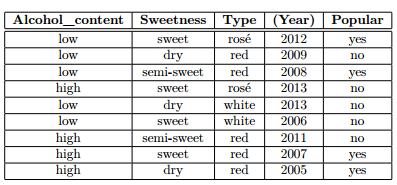 Alcohol_content Sweetness Type (Year) Popular
low sweet rosé 2012 yes
low dry red 2009 no
low semi-sweet red 2008 yes
high sweet rosé 2013 no
low dry white 2013 no
low sweet white 2006 no
high semi-sweet red 2011 no
high sweet red 2007 yes
high dry red 2005 yes